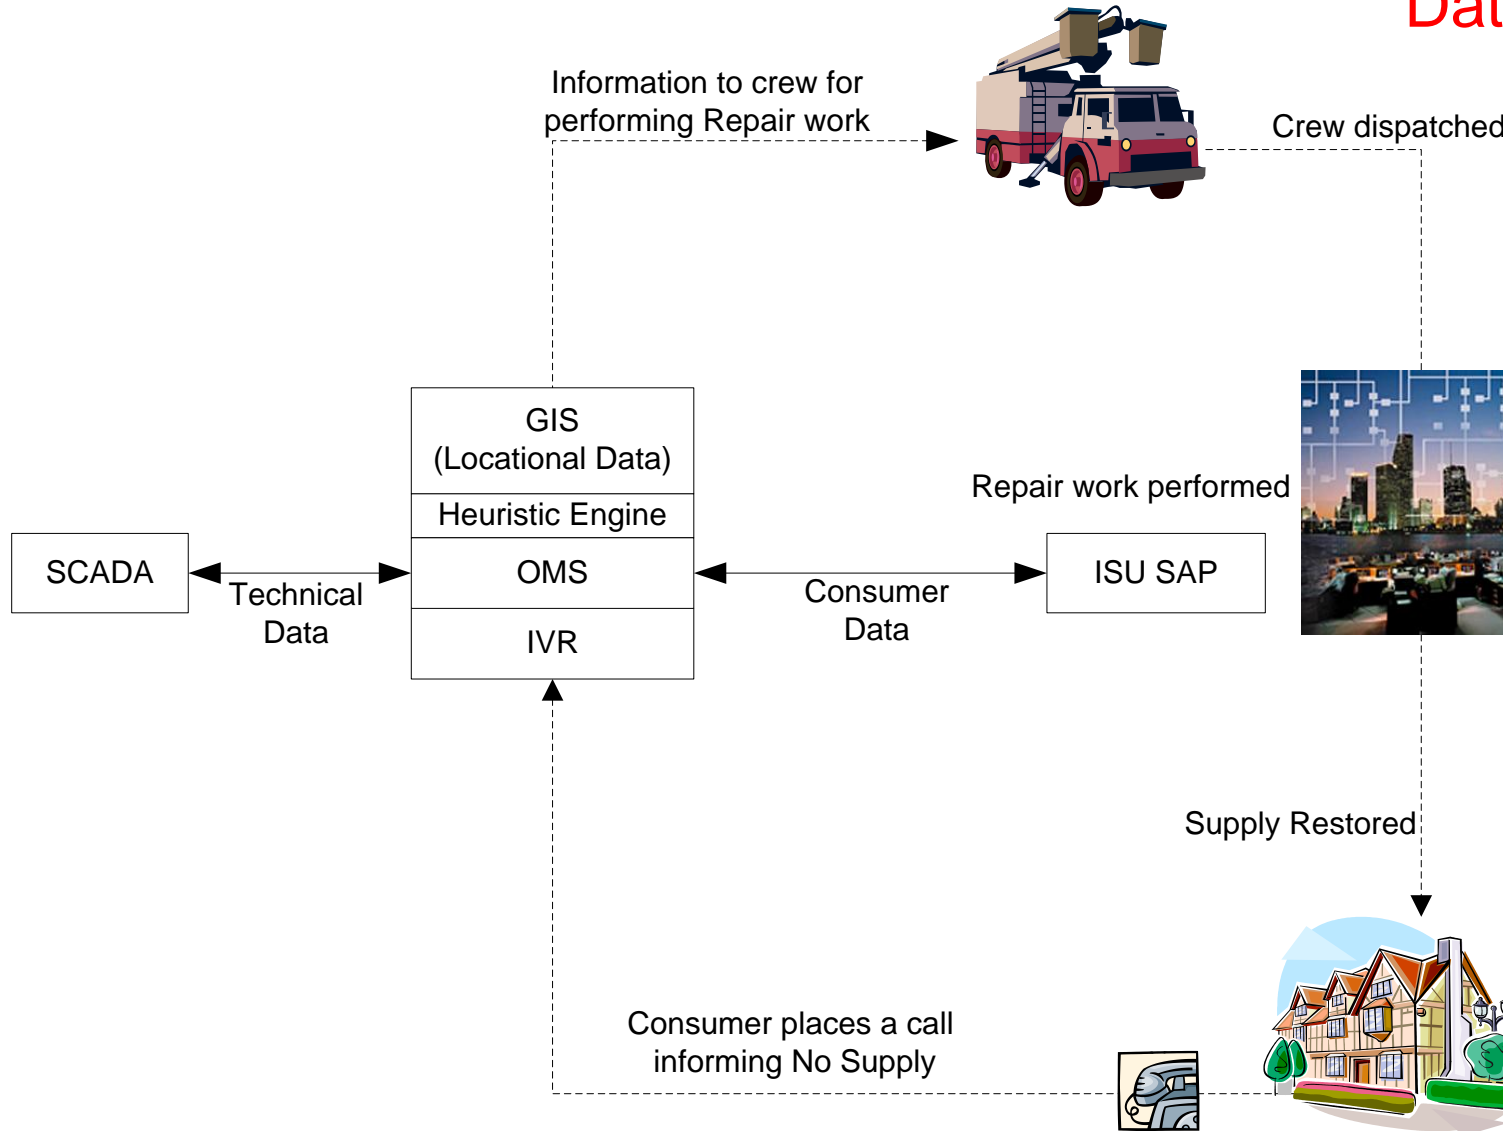 Dat
Information to crew for
performing Repair work
Crew dispatched
GIS
(Locational Data)
Heuristic Engine
OMS
IVR
SCADA
Technical
Data
Consumer
Data
Repair work performed
ISU SAP
Supply Restored
Consumer places a call
informing No Supply